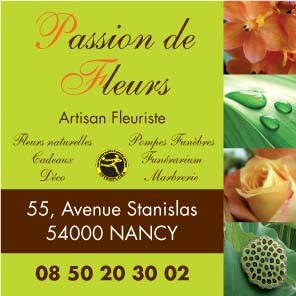 Passion de
Fleurs
Artisan Fleuriste
Fleurs naturelles
Cadeaux
Déco
Pompes Funèbres
Funérarium
Marbrerie
55, Avenue Stanislas
54000 NANCY
08 50 20 30 02